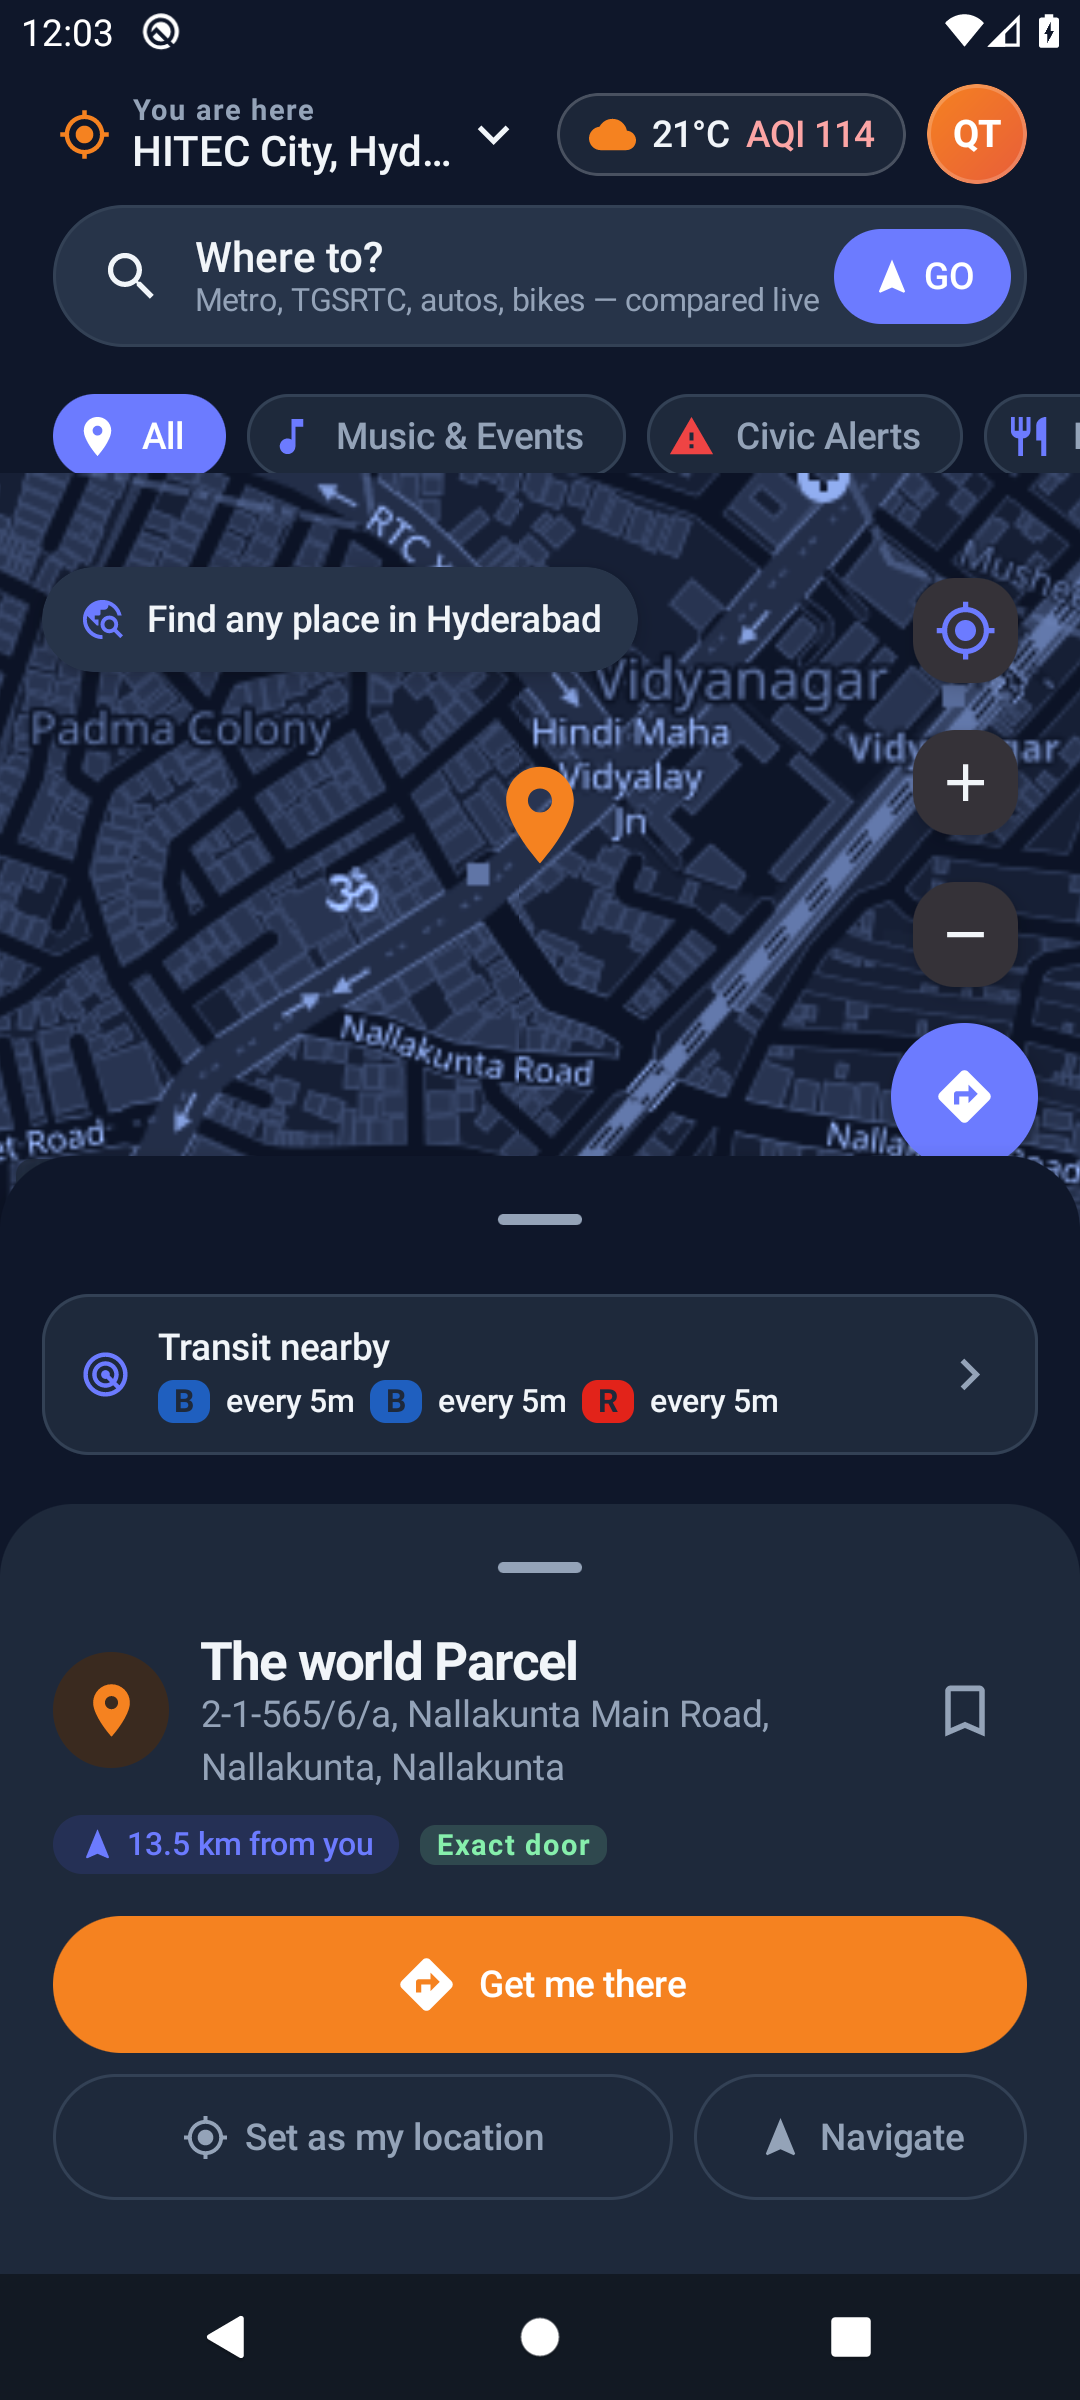 12:03
You are here
HITEC City, Hyd...
21°C AQI 114
QT
Where to?
Metro, TGSRTC, autos, bikes — compared live
GO
All
Music & Events
Civic Alerts
RTC
Find any place in Hyderabad
Vidyanagar
Padma Colony
Hindi Maha
Vidyalay
Jn
ॐ
Nallakunta Road
Road
Transit nearby
B every 5m B every 5m R every 5m
The world Parcel
2-1-565/6/a, Nallakunta Main Road,
Nallakunta, Nallakunta
13.5 km from you
Exact door
Get me there
Set as my location
Navigate